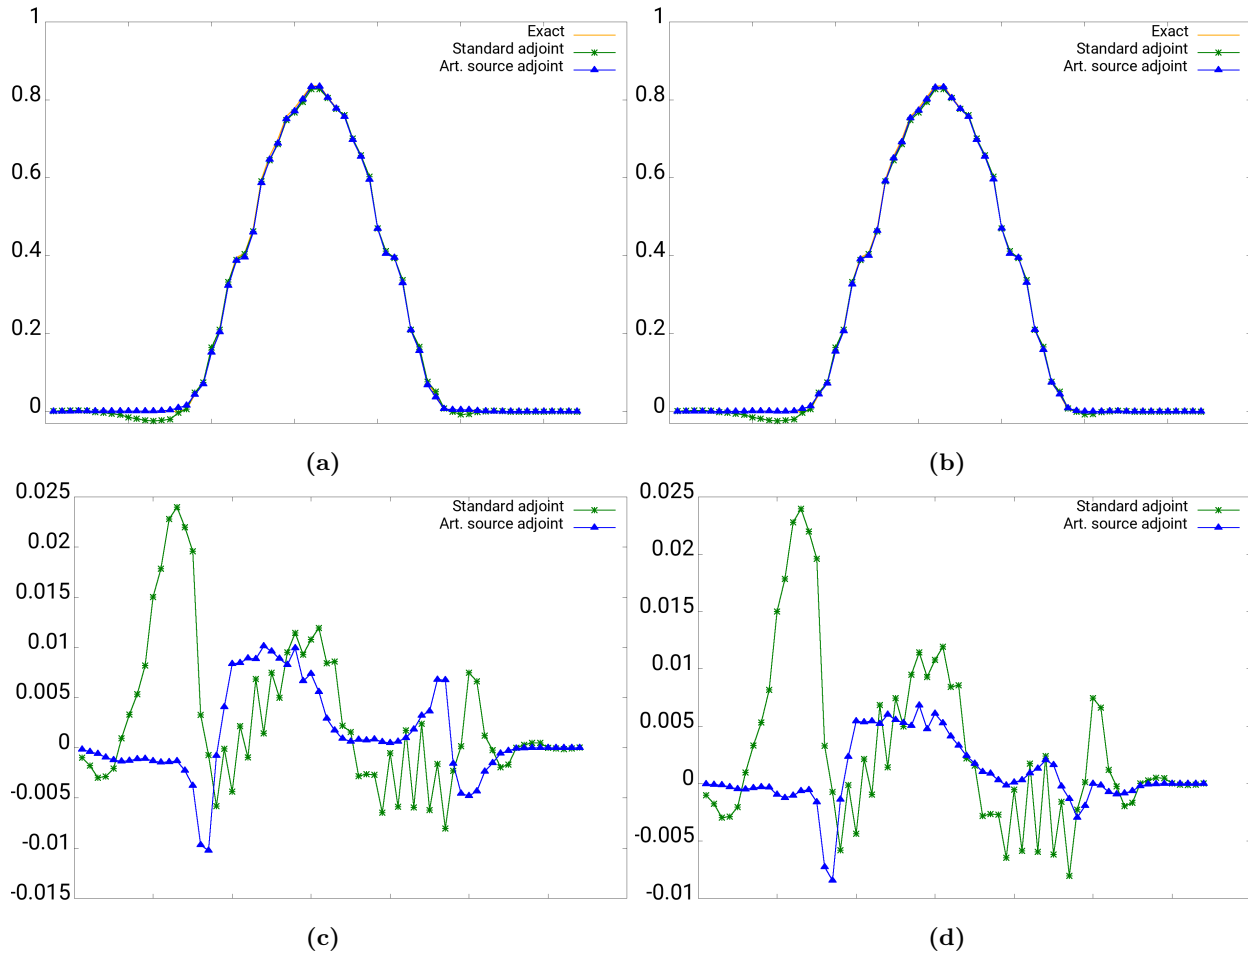 1
0.8
0.6
0.4
0.2
0
Exact
Standard adjoint
Art. source adjoint
(a)
1
0.8
0.6
0.4
0.2
0
Exact
Standard adjoint
Art. source adjoint
(b)
0.025
0.02
0.015
0.01
0.005
0
-0.005
-0.01
-0.015
Standard adjoint
Art. source adjoint
(c)
0.025
0.02
0.015
0.01
0.005
0
-0.005
-0.01
Standard adjoint
Art. source adjoint
(d)